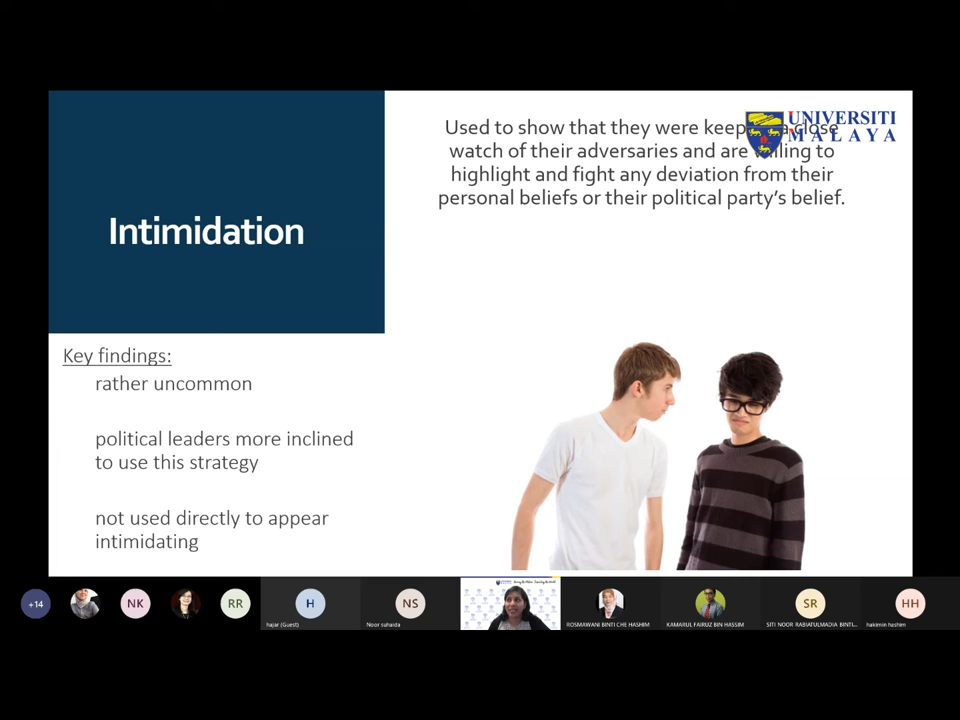 Intimidation
Used to show that they were a close
watch of their adversaries and are willing to
highlight and fight any deviation from their
personal beliefs or their political party's belief.
UNIVERSITI
MALAYA
Key findings:
rather uncommon
political leaders more inclined
to use this strategy
not used directly to appear
intimidating
+14
NK
RR
H
hajar (Guest)
NS
Noor suhaida
ROSMAWANI BINTI CHE HASHIM
KAMARUL FAIRUZ BIN HASSIM
SR
SITI NOOR RABIATULMADIA BINTI...
HH
hakimin hashim